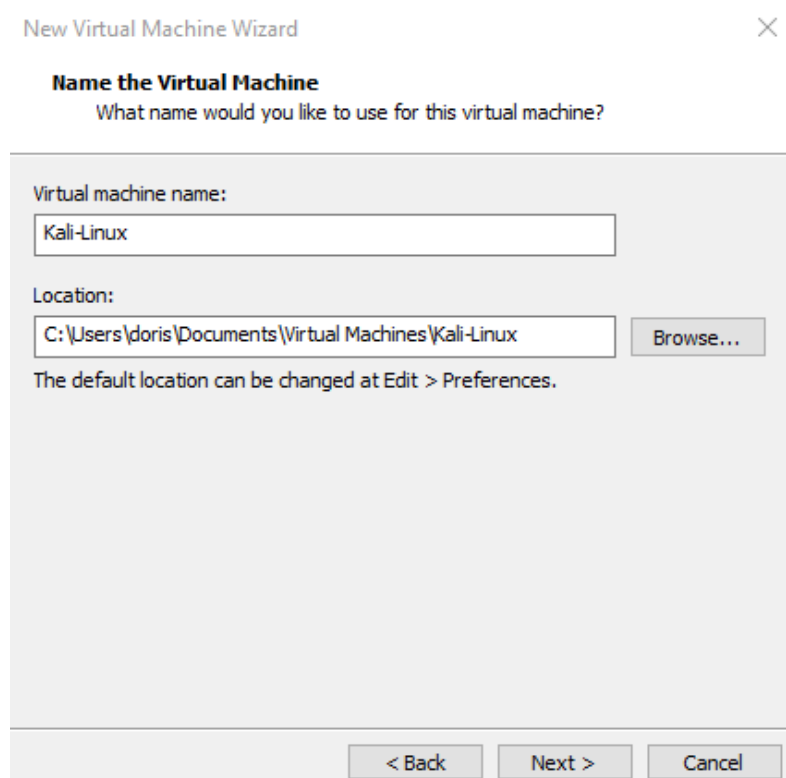 New Virtual Machine Wizard
Name the Virtual Machine
What name would you like to use for this virtual machine?
Virtual machine name:
Kali-Linux
Location:
C:\Users\doris\Documents\Virtual Machines\Kali-Linux
Browse...
The default location can be changed at Edit > Preferences.
< Back Next > Cancel